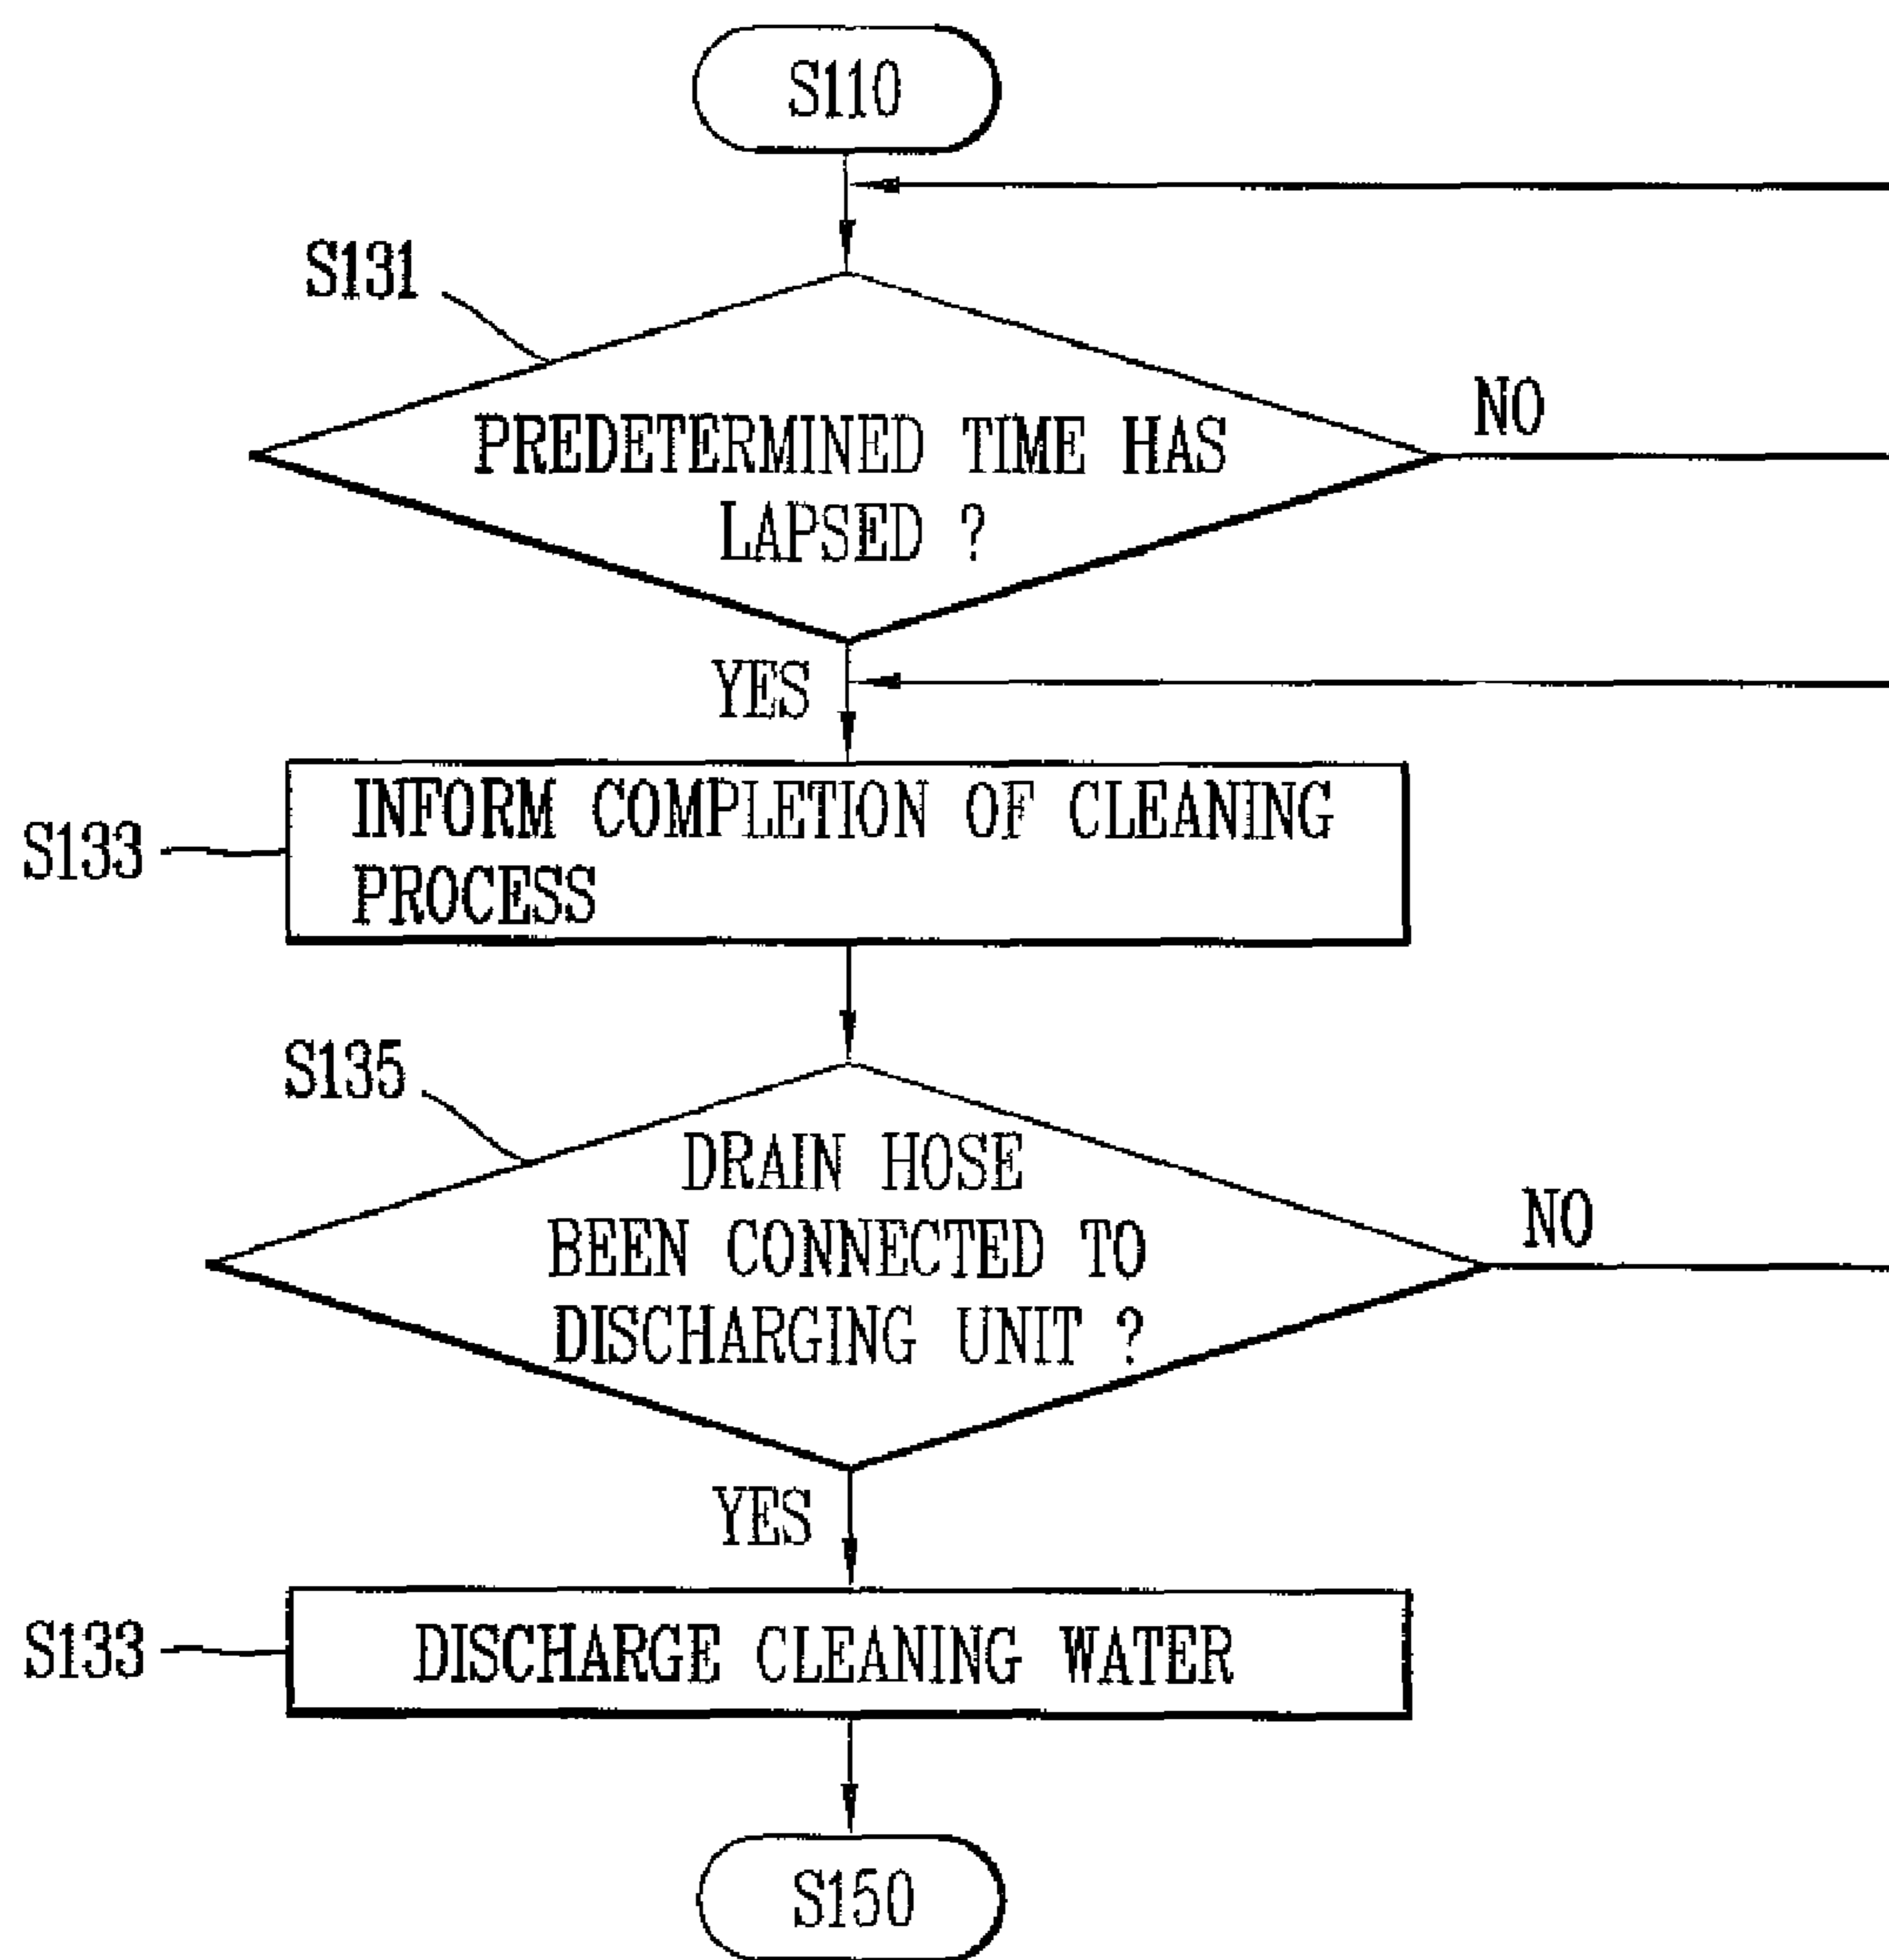 S110
S131
PREDETERMINED TIME HAS
LAPSED ?
NO
YES
INFORM COMPLETION OF CLEANING
PROCESS
S133
S135
DRAIN HOSE
BEEN CONNECTED TO
DISCHARGING UNIT ?
NO
YES
S133
DISCHARGE CLEANING WATER
S150